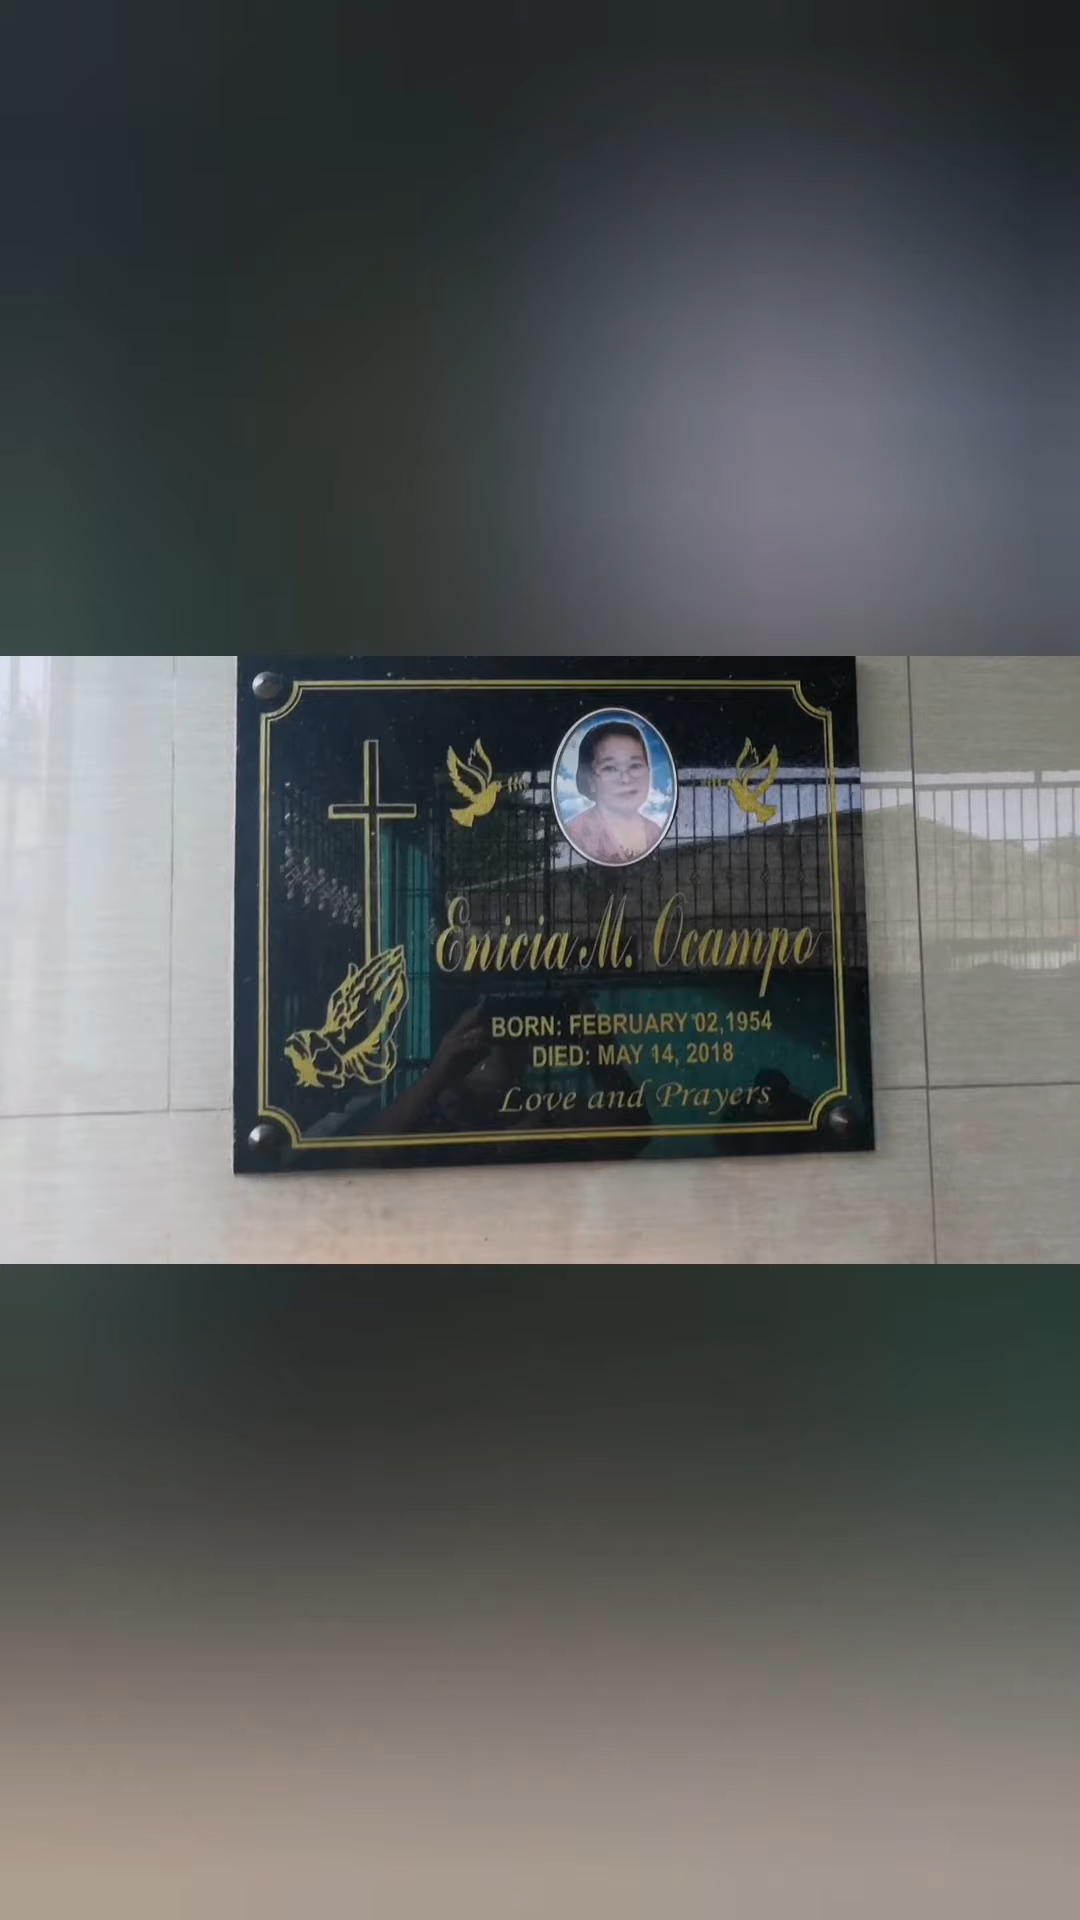 Enicia M. Ocampo
BORN: FEBRUARY 02,1954
DIED: MAY 14, 2018
Love and Prayers